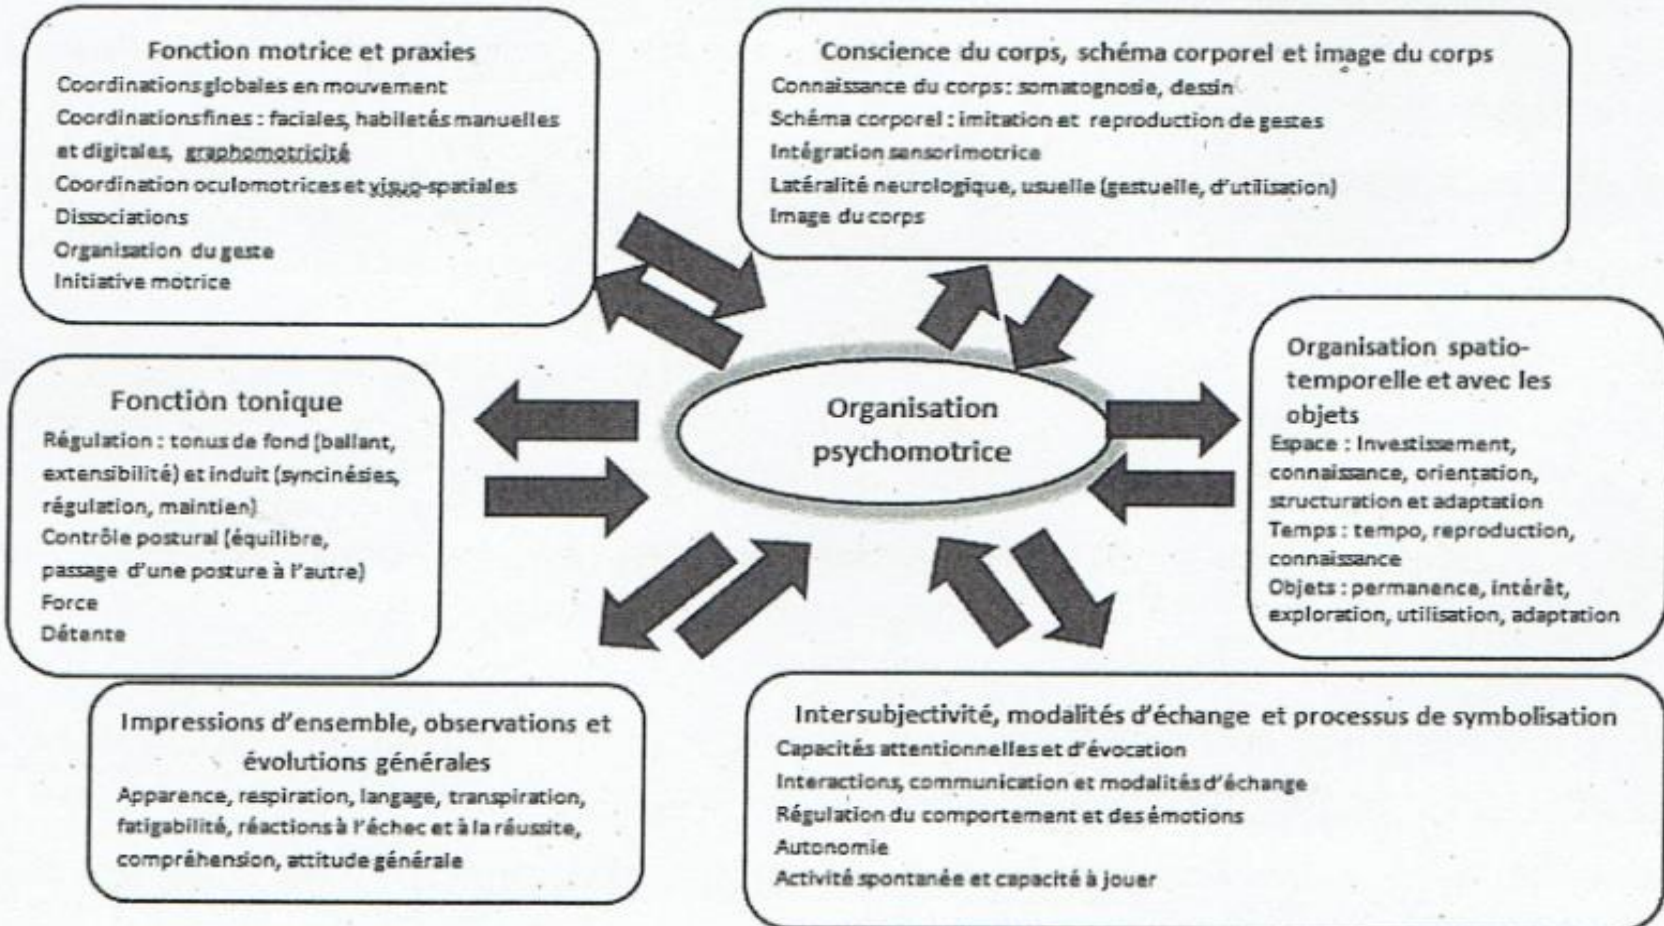 Fonction motrice et praxies
Coordinations globales en mouvement
Coordinations fines : faciales, habiletés manuelles
et digitales, graphomotricité
Coordination oculomotrices et visuo-spatiales
Dissociations
Organisation du geste
Initiative motrice
Conscience du corps, schéma corporel et image du corps
Connaissance du corps : somatognosie, dessin
Schéma corporel : imitation et reproduction de gestes
Intégration sensorimotrice
Latéralité neurologique, usuelle (gestuelle, d'utilisation)
Image du corps
Fonction tonique
Régulation : tonus de fond (ballant,
extensibilité) et induit (syncinésies,
régulation, maintien)
Contrôle postural (équilibre,
passage d'une posture à l'autre)
Force
Détente
Organisation
psychomotrice
Organisation spatio-
temporelle et avec les
objets
Espace : Investissement,
connaissance, orientation,
structuration et adaptation
Temps : tempo, reproduction,
connaissance
Objets : permanence, intérêt,
exploration, utilisation, adaptation
Impressions d'ensemble, observations et
évolutions générales
Apparence, respiration, langage, transpiration,
fatigabilité, réactions à l'échec et à la réussite,
compréhension, attitude générale
Intersubjectivité, modalités d'échange et processus de symbolisation
Capacités attentionnelles et d'évocation
Interactions, communication et modalités d'échange
Régulation du comportement et des émotions
Autonomie
Activité spontanée et capacité à jouer